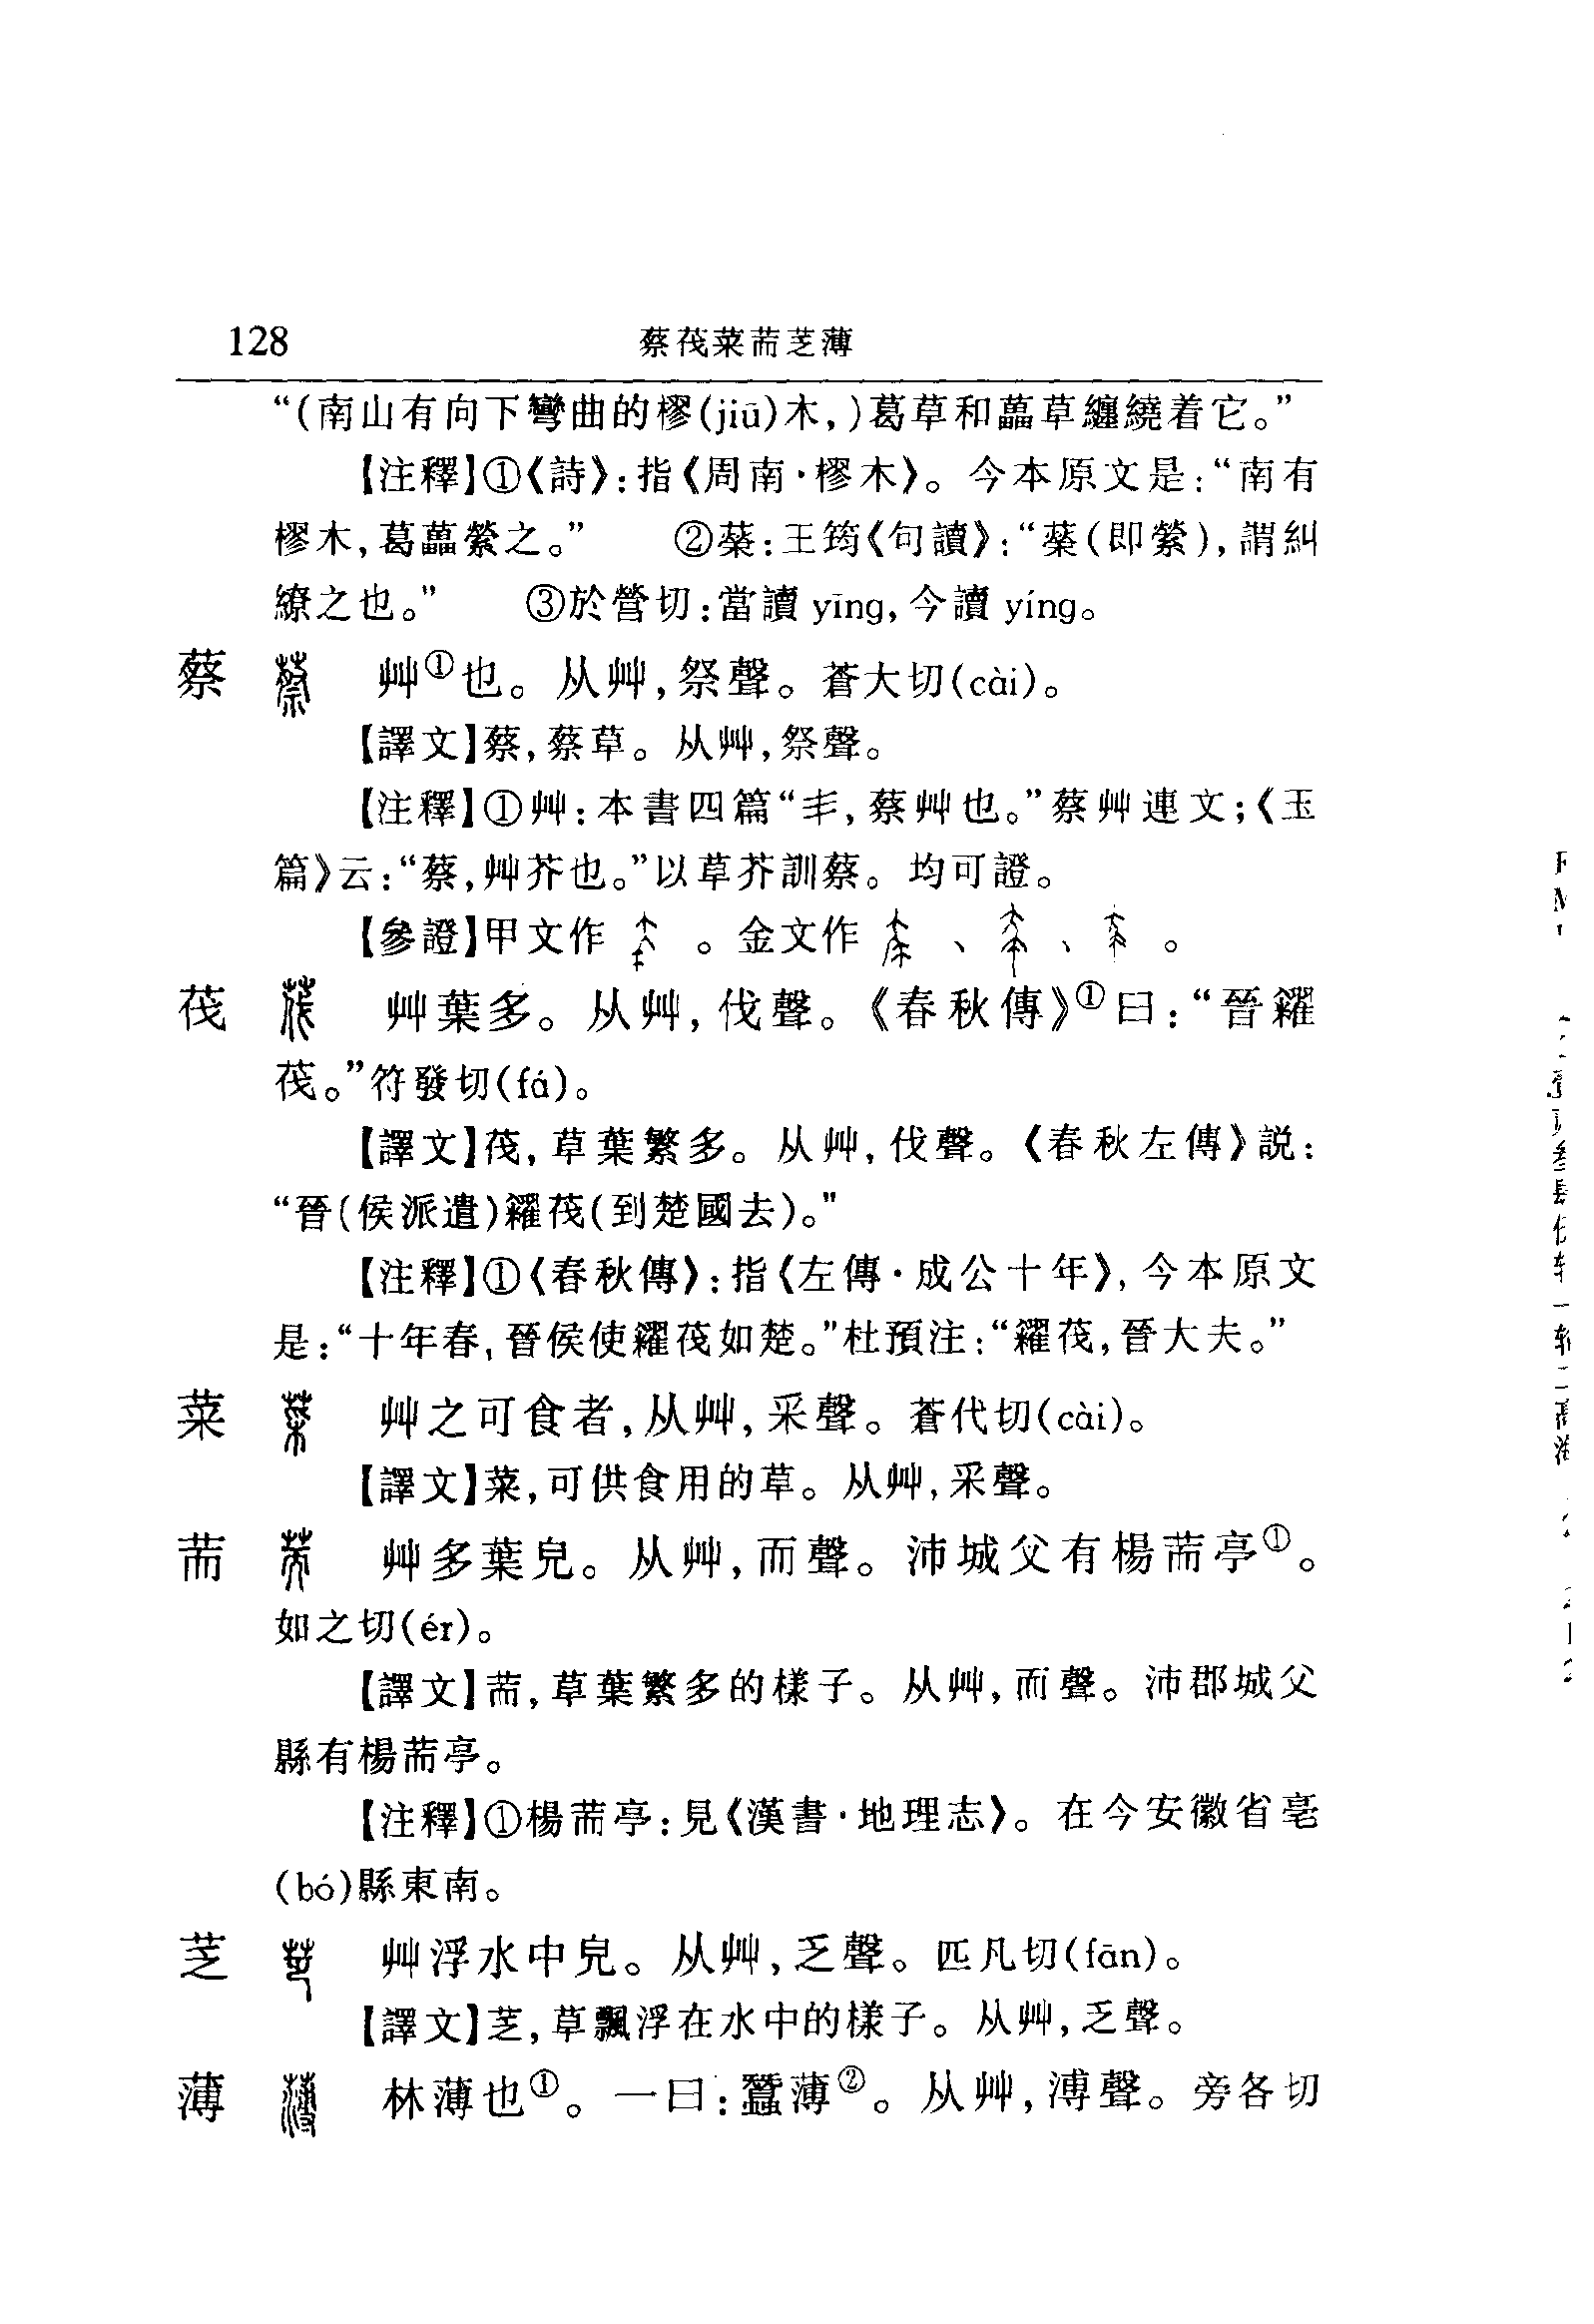 128 蔡茷菜荋芝薄
“(南山有向下彎曲的樛(jiū)木,)葛草和藟草纏繞着它。”
【注釋】①《詩》:指《周南·樛木》。今本原文是:“南有
樛木,葛藟縈之。” ②藥:王筠《句讀》:“藥(即縈),謂糾
繚之也。” ③於營切:當讀 yīng,今讀 yíng。
蔡 艸①也。从艸,祭聲。蒼大切(cài)。
【譯文】蔡,蔡草。从艸,祭聲。
【注釋】①艸:本書四篇“丯,蔡艸也。”蔡艸連文;《玉
篇》云:“蔡,艸芥也。”以草芥訓蔡。均可證。
【參證】甲文作 。金文作 、 、 。
茷 艸葉多。从艸,伐聲。《春秋傳》①曰:“晉糴
茷。”符發切(fá)。
【譯文】茷,草葉繁多。从艸,伐聲。《春秋左傳》説:
“晉(侯派遣)糴茷(到楚國去)。”
【注釋】①《春秋傳》:指《左傳·成公十年》,今本原文
是:“十年春,晉侯使糴茷如楚。”杜預注:“糴茷,晉大夫。”
菜 艸之可食者,从艸,采聲。蒼代切(cài)。
【譯文】菜,可供食用的草。从艸,采聲。
荋 艸多葉皃。从艸,而聲。沛城父有楊荋亭①。
如之切(ér)。
【譯文】荋,草葉繁多的樣子。从艸,而聲。沛郡城父
縣有楊荋亭。
【注釋】①楊荋亭:見《漢書·地理志》。在今安徽省亳
(bó)縣東南。
芝 艸浮水中皃。从艸,乏聲。匹凡切(fān)。
【譯文】芝,草飄浮在水中的樣子。从艸,乏聲。
薄 林薄也①。一曰:蠶薄②。从艸,溥聲。旁各切